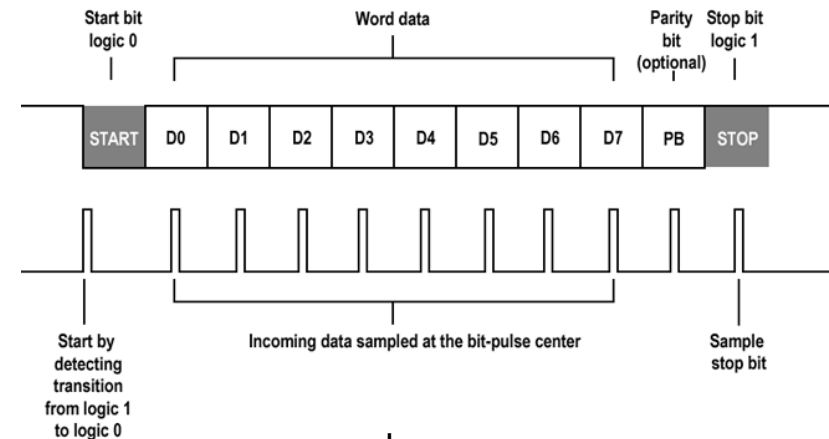 Start bit
logic 0
Word data
Parity
bit
(optional)
Stop bit
logic 1
START D0 D1 D2 D3 D4 D5 D6 D7 PB STOP
Start by
detecting
transition
from logic 1
to logic 0
Incoming data sampled at the bit-pulse center
Sample
stop bit